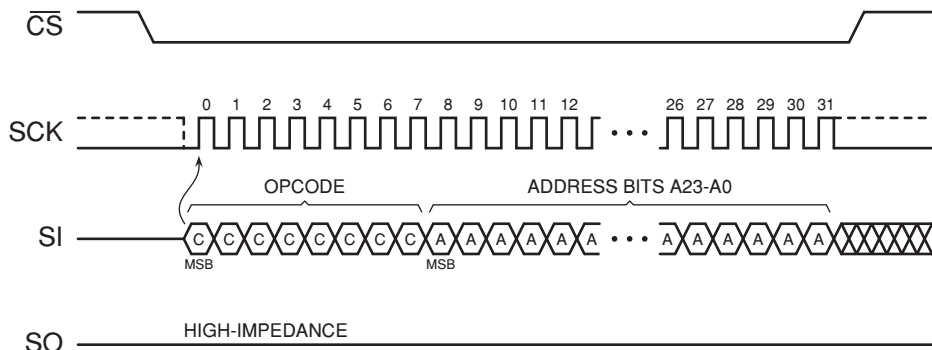 CS
0 1 2 3 4 5 6 7 8 9 10 11 12 26 27 28 29 30 31
SCK
OPCODE ADDRESS BITS A23-A0
SI C C C C C C C C A A A A A A A A A A A A
MSB MSB
HIGH-IMPEDANCE
SO